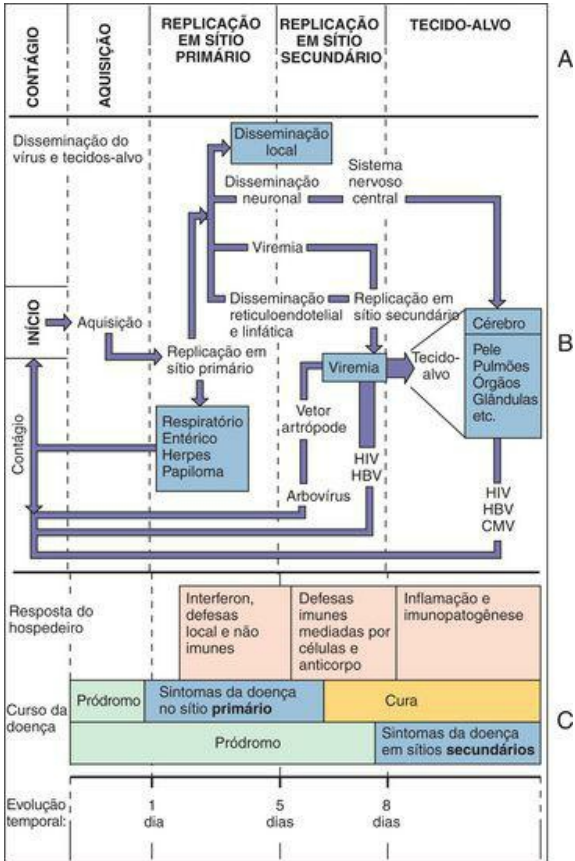 CONTÁGIO
AQUISIÇÃO
REPLICAÇÃO
EM SÍTIO
PRIMÁRIO
REPLICAÇÃO
EM SÍTIO
SECUNDÁRIO
TECIDO-ALVO
A
Disseminação do
vírus e tecidos-alvo
Disseminação
local
Disseminação
neuronal
Sistema
nervoso
central
Viremia
Disseminação
reticuloendotelial
e linfática
Replicação em
sítio secundário
INÍCIO
Aquisição
Replicação em
sítio primário
Viremia
Tecido-
alvo
Cérebro
Pele
Pulmões
Órgãos
Glândulas
etc.
B
Respiratório
Entérico
Herpes
Papiloma
Vetor
artrópode
Arbovírus
HIV
HBV
HIV
HBV
CMV
Contágio
Resposta do
hospedeiro
Interferon,
defesas
local e não
imunes
Defesas
imunes
mediadas por
células e
anticorpo
Inflamação e
imunopatogênese
Curso da
doença
Pródromo
Sintomas da doença
no sítio primário
Cura
Pródromo
Sintomas da doença
em sítios secundários
C
Evolução
temporal:
1
dia
5
dias
8
dias